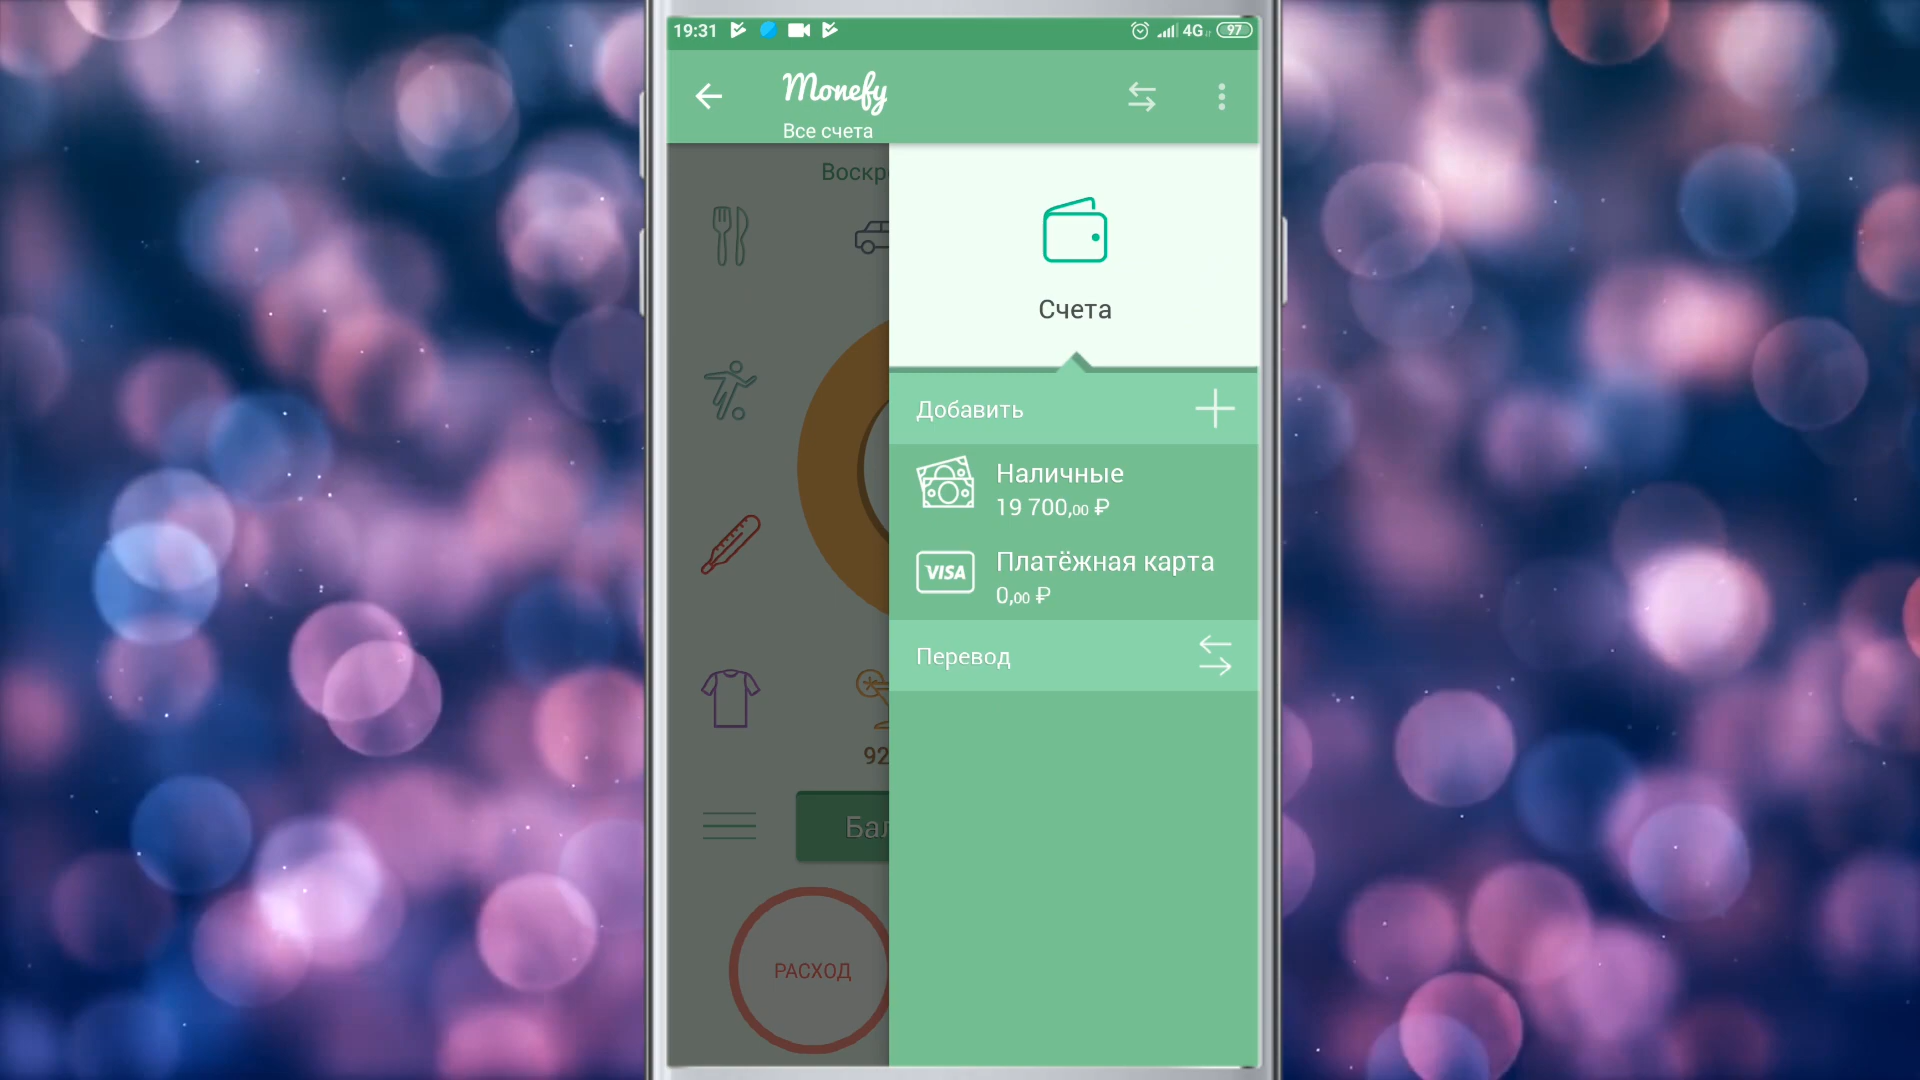 19:31
4G
97
Monefy
Все счета
Воскр
Счета
Добавить
Наличные
19 700,00 ₽
VISA
Платёжная карта
0,00 ₽
Перевод
92
Бал
РАСХОД